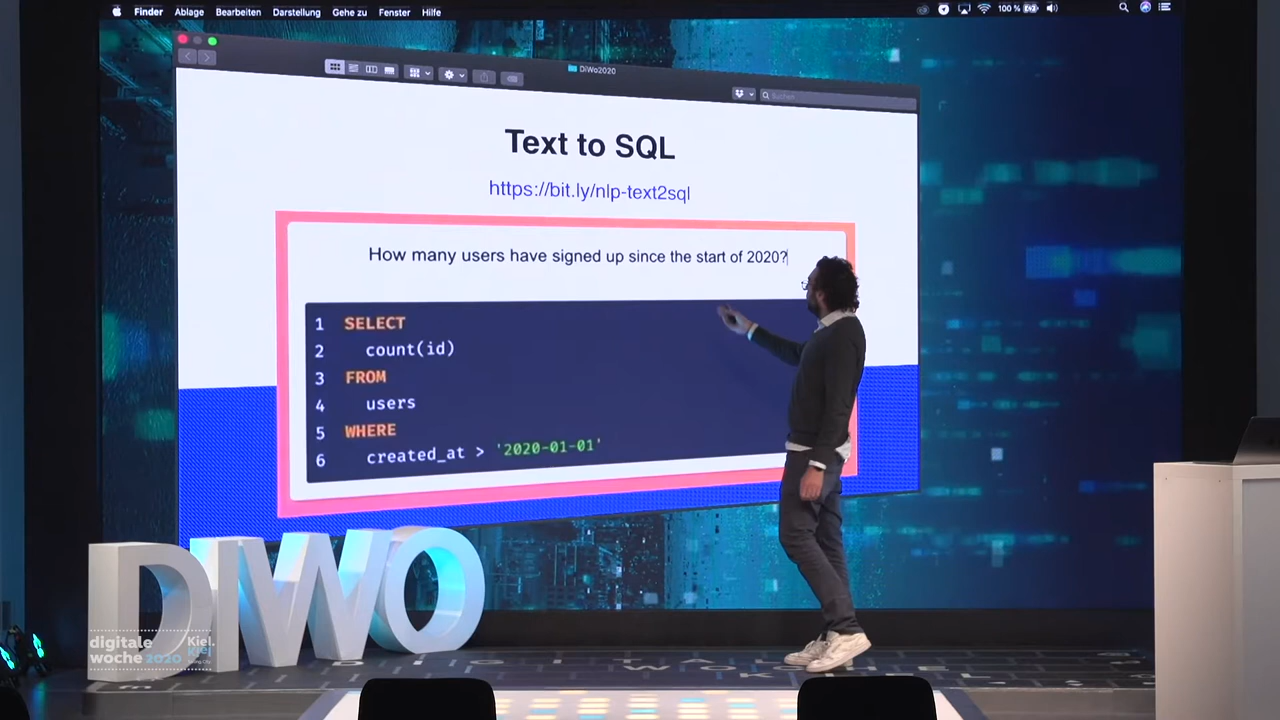 Finder Ablage Bearbeiten Darstellung Gehe zu Fenster Hilfe
100 %
DiWo2020
Suchen
Text to SQL
https://bit.ly/nlp-text2sql
How many users have signed up since the start of 2020?
1 SELECT
2 count(id)
3 FROM
4 users
5 WHERE
6 created_at > '2020-01-01'
DIWO
digitale
woche 2020
Kiel.